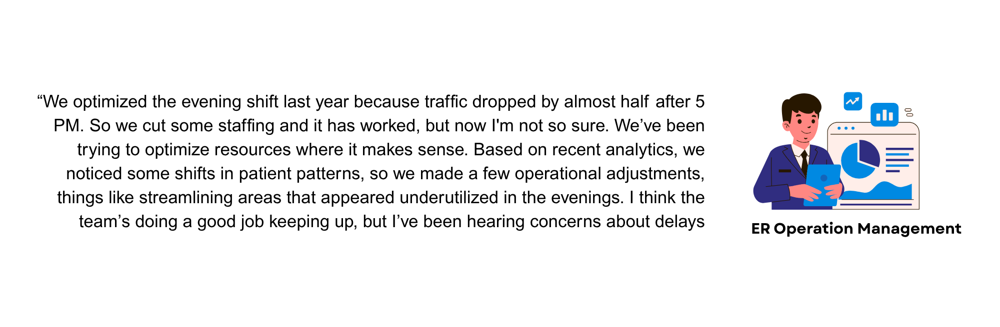 “We optimized the evening shift last year because traffic dropped by almost half after 5
PM. So we cut some staffing and it has worked, but now I'm not so sure. We’ve been
trying to optimize resources where it makes sense. Based on recent analytics, we
noticed some shifts in patient patterns, so we made a few operational adjustments,
things like streamlining areas that appeared underutilized in the evenings. I think the
team’s doing a good job keeping up, but I’ve been hearing concerns about delays
ER Operation Management